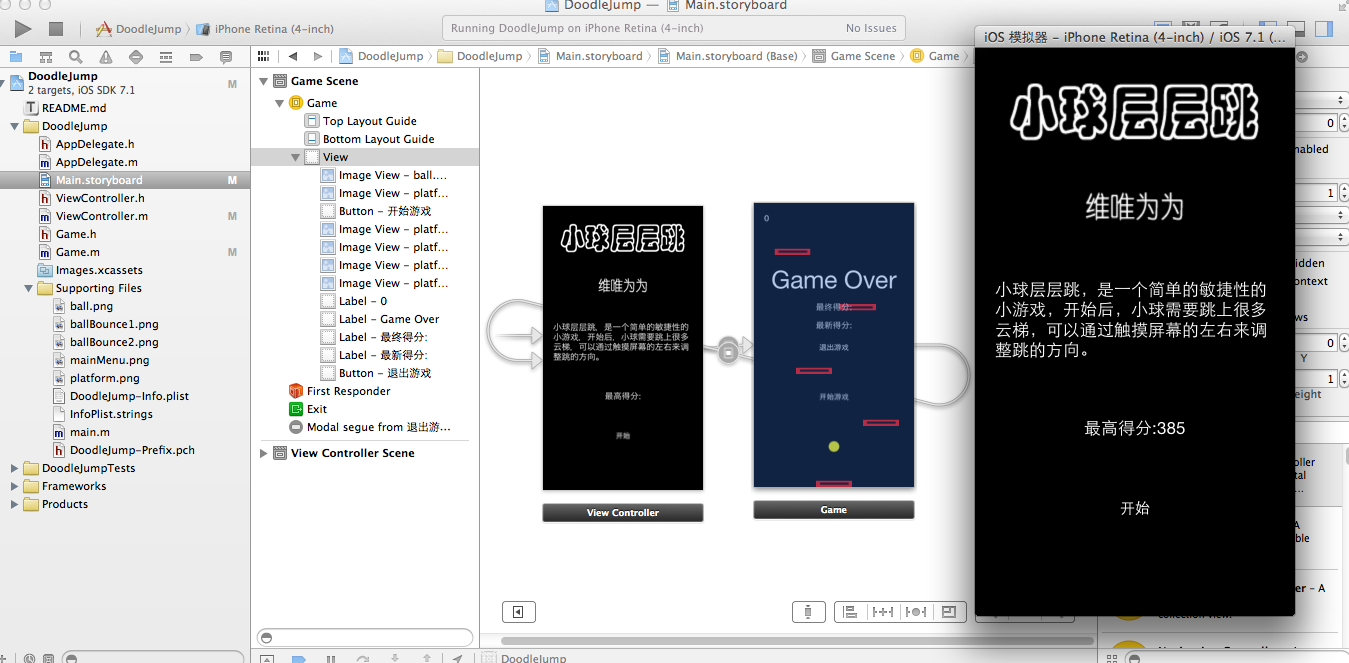 DoodleJump — Main.storyboard
DoodleJump
iPhone Retina (4-inch)
Running DoodleJump on iPhone Retina (4-inch)
No Issues
DoodleJump
DoodleJump
Main.storyboard
Main.storyboard (Base)
Game Scene
Game
DoodleJump
M
2 targets, iOS SDK 7.1
README.md
DoodleJump
AppDelegate.h
AppDelegate.m
Main.storyboard
M
ViewController.h
ViewController.m
M
Game.h
Game.m
M
Images.xcassets
Supporting Files
ball.png
ballBounce1.png
ballBounce2.png
mainMenu.png
platform.png
DoodleJump-Info.plist
InfoPlist.strings
main.m
DoodleJump-Prefix.pch
DoodleJumpTests
Frameworks
Products
Game Scene
Game
Top Layout Guide
Bottom Layout Guide
View
Image View – ball....
Image View – platf...
Button – 开始游戏
Image View – platf...
Image View – platf...
Image View – platf...
Image View – platf...
Label – 0
Label – Game Over
Label – 最终得分:
Label – 最新得分:
Button – 退出游戏
First Responder
Exit
Modal segue from 退出游...
View Controller Scene
小球层层跳
维唯为为
小球层层跳，是一个简单的敏捷性的
小游戏，开始后，小球需要跳上很多
云梯，可以通过触摸屏幕的左右来调
整跳的方向。
最高得分:
开始
View Controller
0
Game Over
最终得分:
最新得分:
退出游戏
开始游戏
Game
iOS 模拟器 – iPhone Retina (4-inch) / iOS 7.1 (...
小球层层跳
维唯为为
小球层层跳，是一个简单的敏捷性的
小游戏，开始后，小球需要跳上很多
云梯，可以通过触摸屏幕的左右来调
整跳的方向。
最高得分:385
开始
0
nabled
1
idden
ontext
ws
0
Y
1
eight
oller
tal
...
A
ble
er – A
DoodleJump